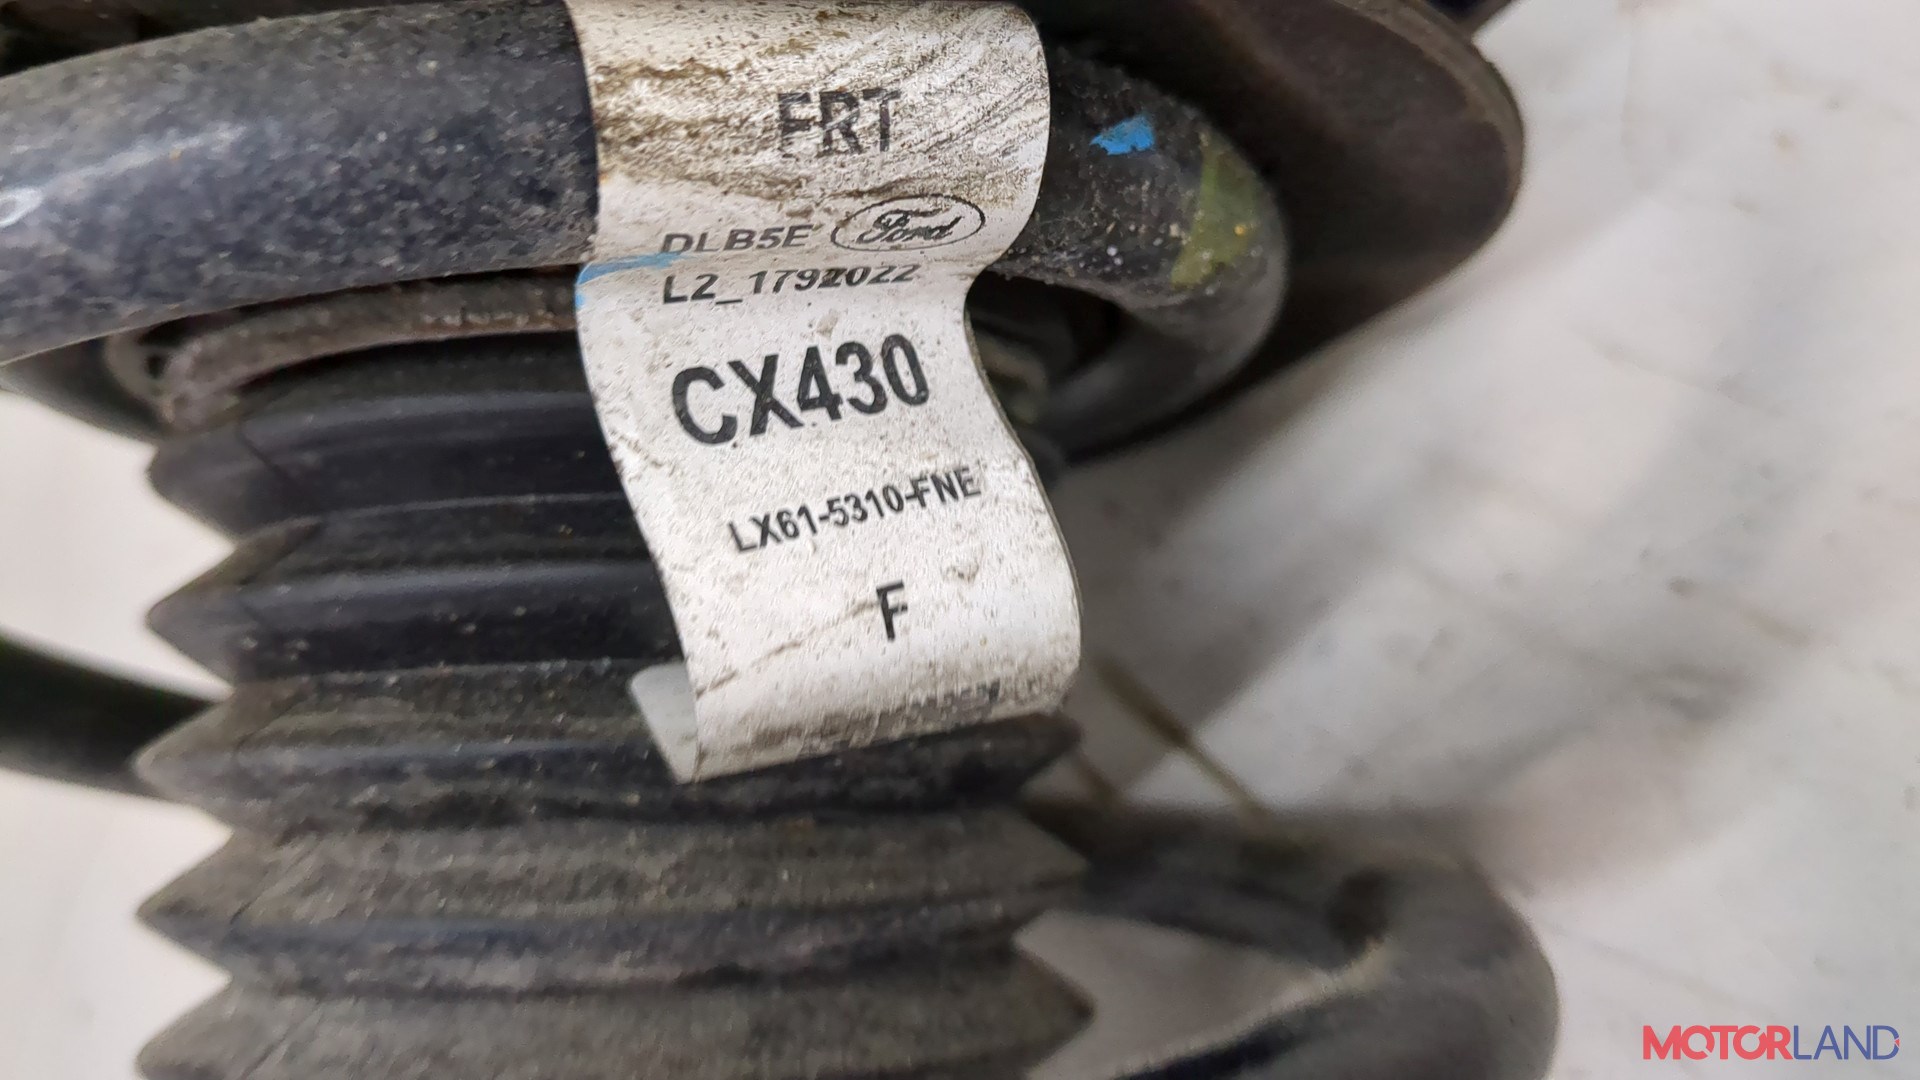 FRT
DLB5E Ford
L2_1792022
CX430
LX61-5310-FNE
F
MOTORLAND